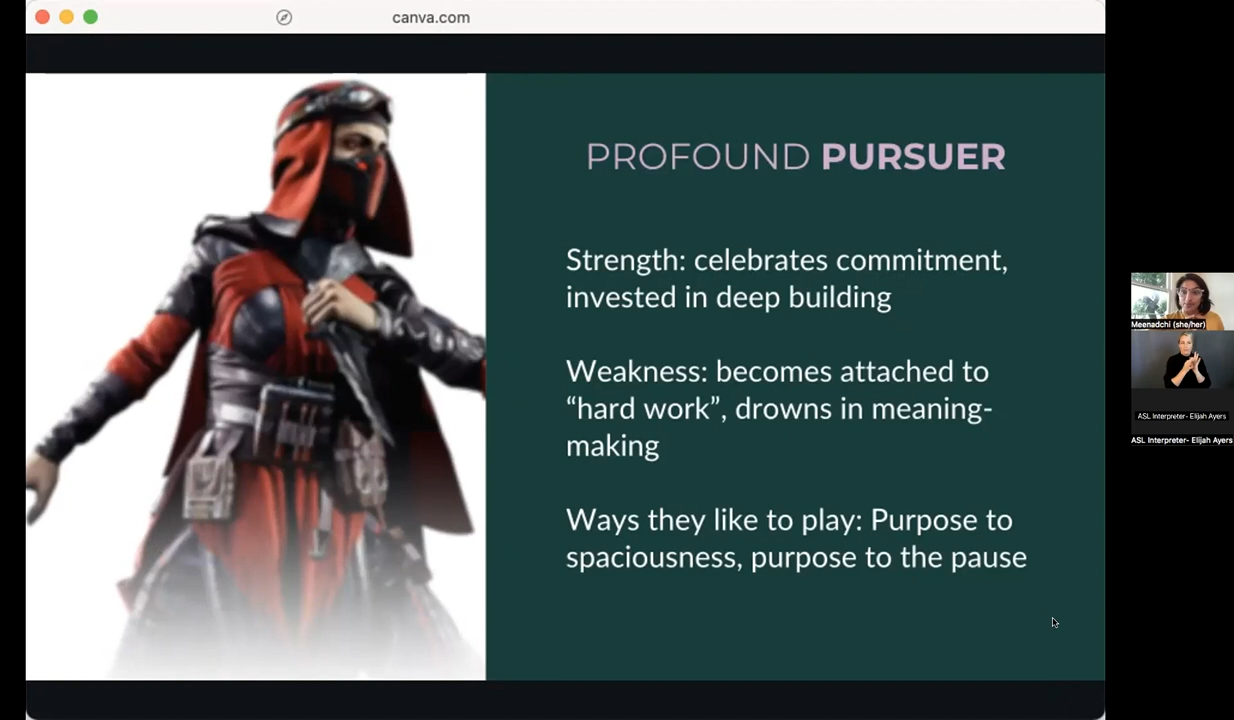 canva.com
PROFOUND PURSUER
Strength: celebrates commitment,
invested in deep building
Weakness: becomes attached to
“hard work”, drowns in meaning-
making
Ways they like to play: Purpose to
spaciousness, purpose to the pause
Meenadchi (she/her)
ASL Interpreter- Elijah Ayers
ASL Interpreter- Elijah Ayers